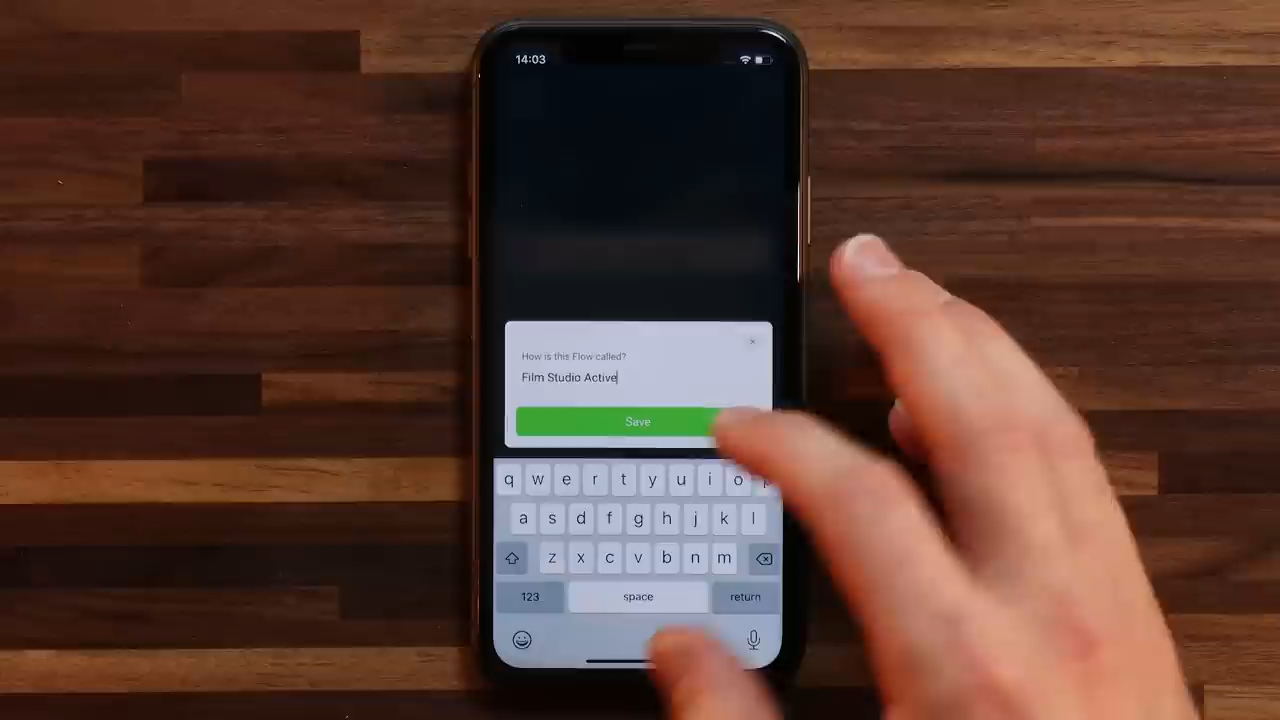 14:03
×
How is this Flow called?
Film Studio Active
Save
q w e r t y u i o p
a s d f g h j k l
z x c v b n m
123 space return